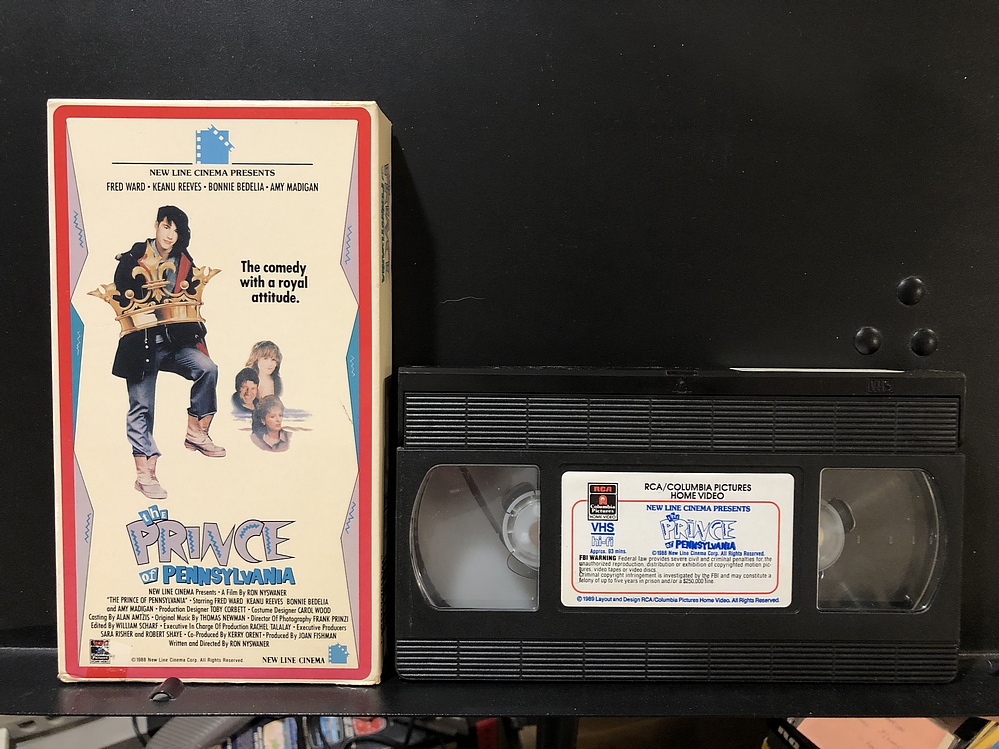 NEW LINE CINEMA PRESENTS
FRED WARD • KEANU REEVES • BONNIE BEDELIA • AMY MADIGAN
The comedy
with a royal
attitude.
the
PRINCE
of PENNSYLVANIA
NEW LINE CINEMA Presents • A Film By RON NYSWANER
"THE PRINCE OF PENNSYLVANIA" Starring FRED WARD KEANU REEVES BONNIE BEDELIA
and AMY MADIGAN • Production Designer TOBY CORBETT • Costume Designer CAROL WOOD
Casting By ALAN AMTZIS • Original Music By THOMAS NEWMAN • Director Of Photography FRANK PRINZI
Edited By WILLIAM SCHARF • Executive In Charge Of Production RACHEL TALALAY • Executive Producers
SARA RISHER and ROBERT SHAYE • Co-Produced By KERRY ORENT • Produced By JOAN FISHMAN
Written and Directed By RON NYSWANER
©1988 New Line Cinema Corp. All Rights Reserved.
NEW LINE CINEMA
VHS
RCA
Columbia
Pictures
HOME VIDEO
RCA/COLUMBIA PICTURES
HOME VIDEO
NEW LINE CINEMA PRESENTS
the
PRINCE
of PENNSYLVANIA
©1988 New Line Cinema Corp. All Rights Reserved.
VHS
hi-fi
Approx. 93 mins.
FBI WARNING Federal law provides severe civil and criminal penalties for the
unauthorized reproduction, distribution or exhibition of copyrighted motion pic-
tures, video tapes or video discs.
Criminal copyright infringement is investigated by the FBI and may constitute a
felony of up to five years in prison and/or a $250,000 fine.
©1989 Layout and Design RCA/Columbia Pictures Home Video. All Rights Reserved.